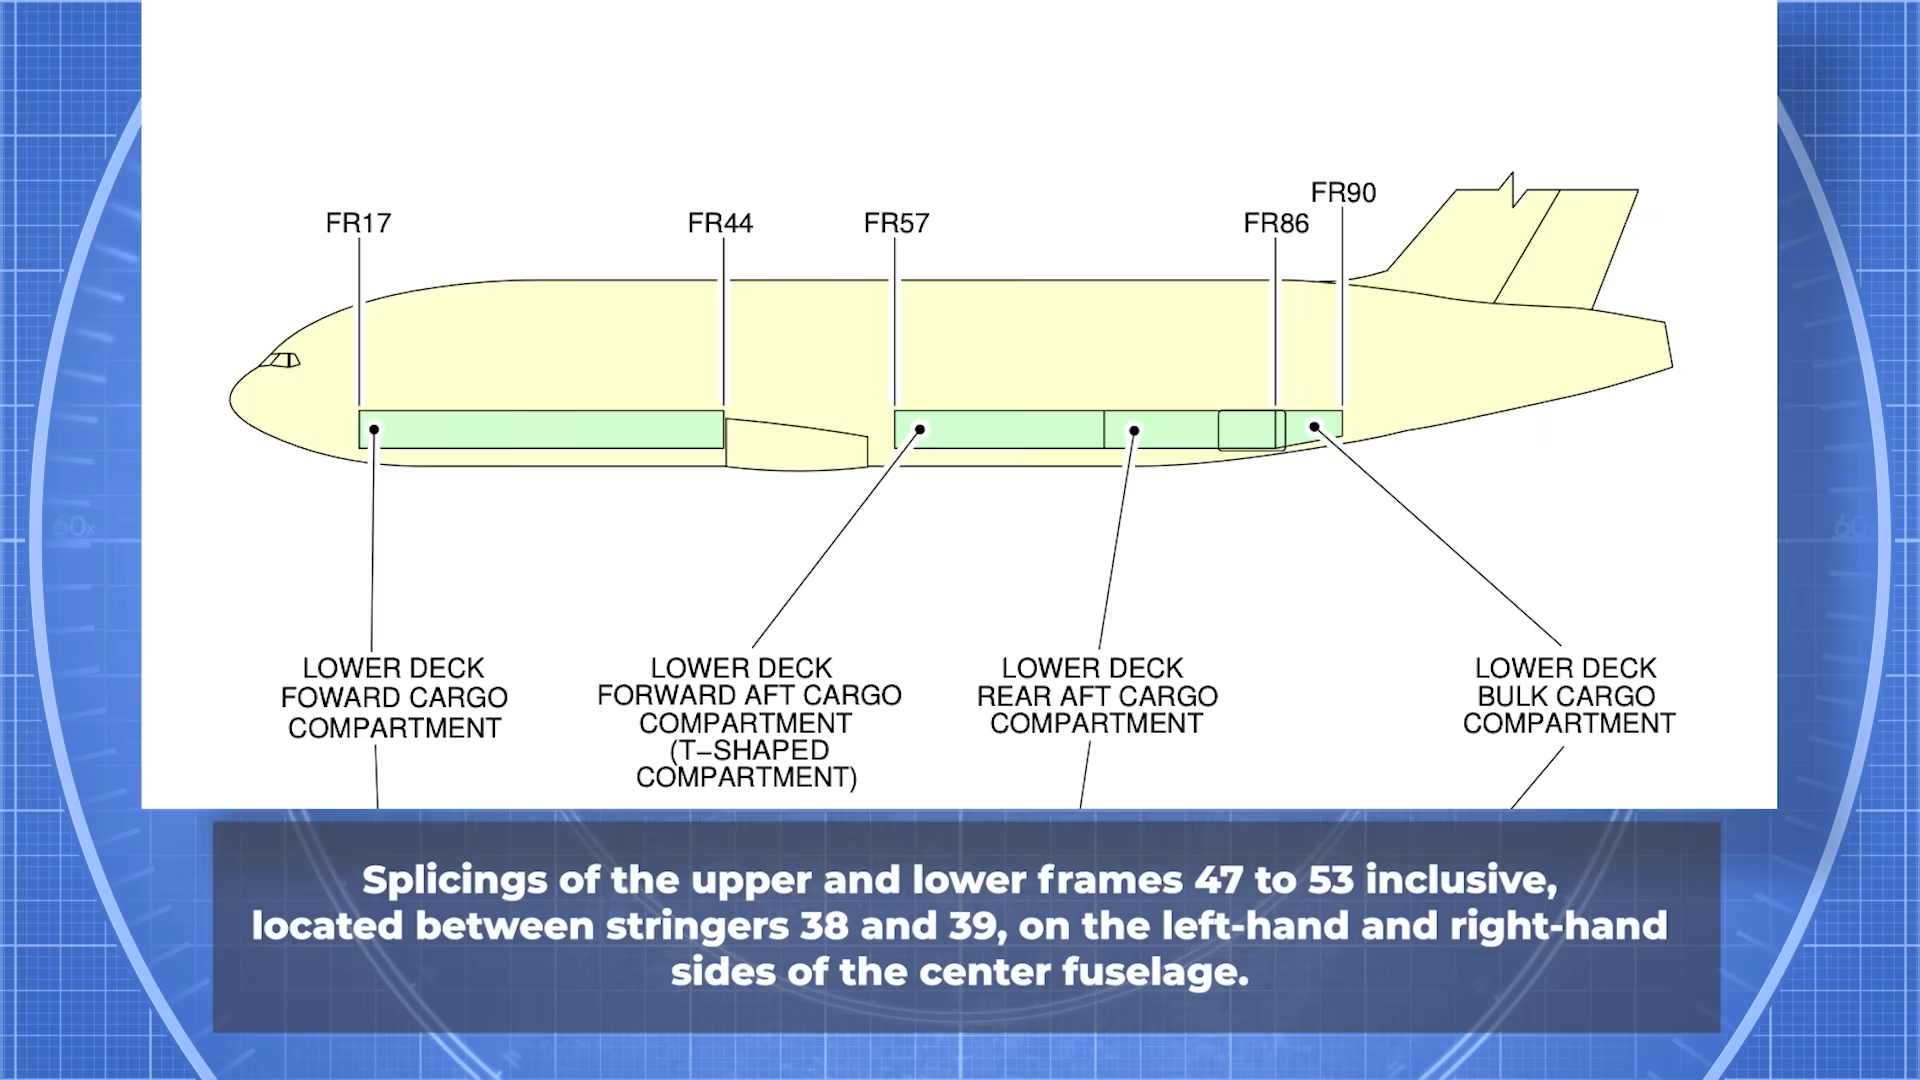 FR90
FR17
FR44
FR57
FR86
LOWER DECK
FOWARD CARGO
COMPARTMENT
LOWER DECK
FORWARD AFT CARGO
COMPARTMENT
(T–SHAPED
COMPARTMENT)
LOWER DECK
REAR AFT CARGO
COMPARTMENT
LOWER DECK
BULK CARGO
COMPARTMENT
60x
60
Splicings of the upper and lower frames 47 to 53 inclusive,
located between stringers 38 and 39, on the left-hand and right-hand
sides of the center fuselage.